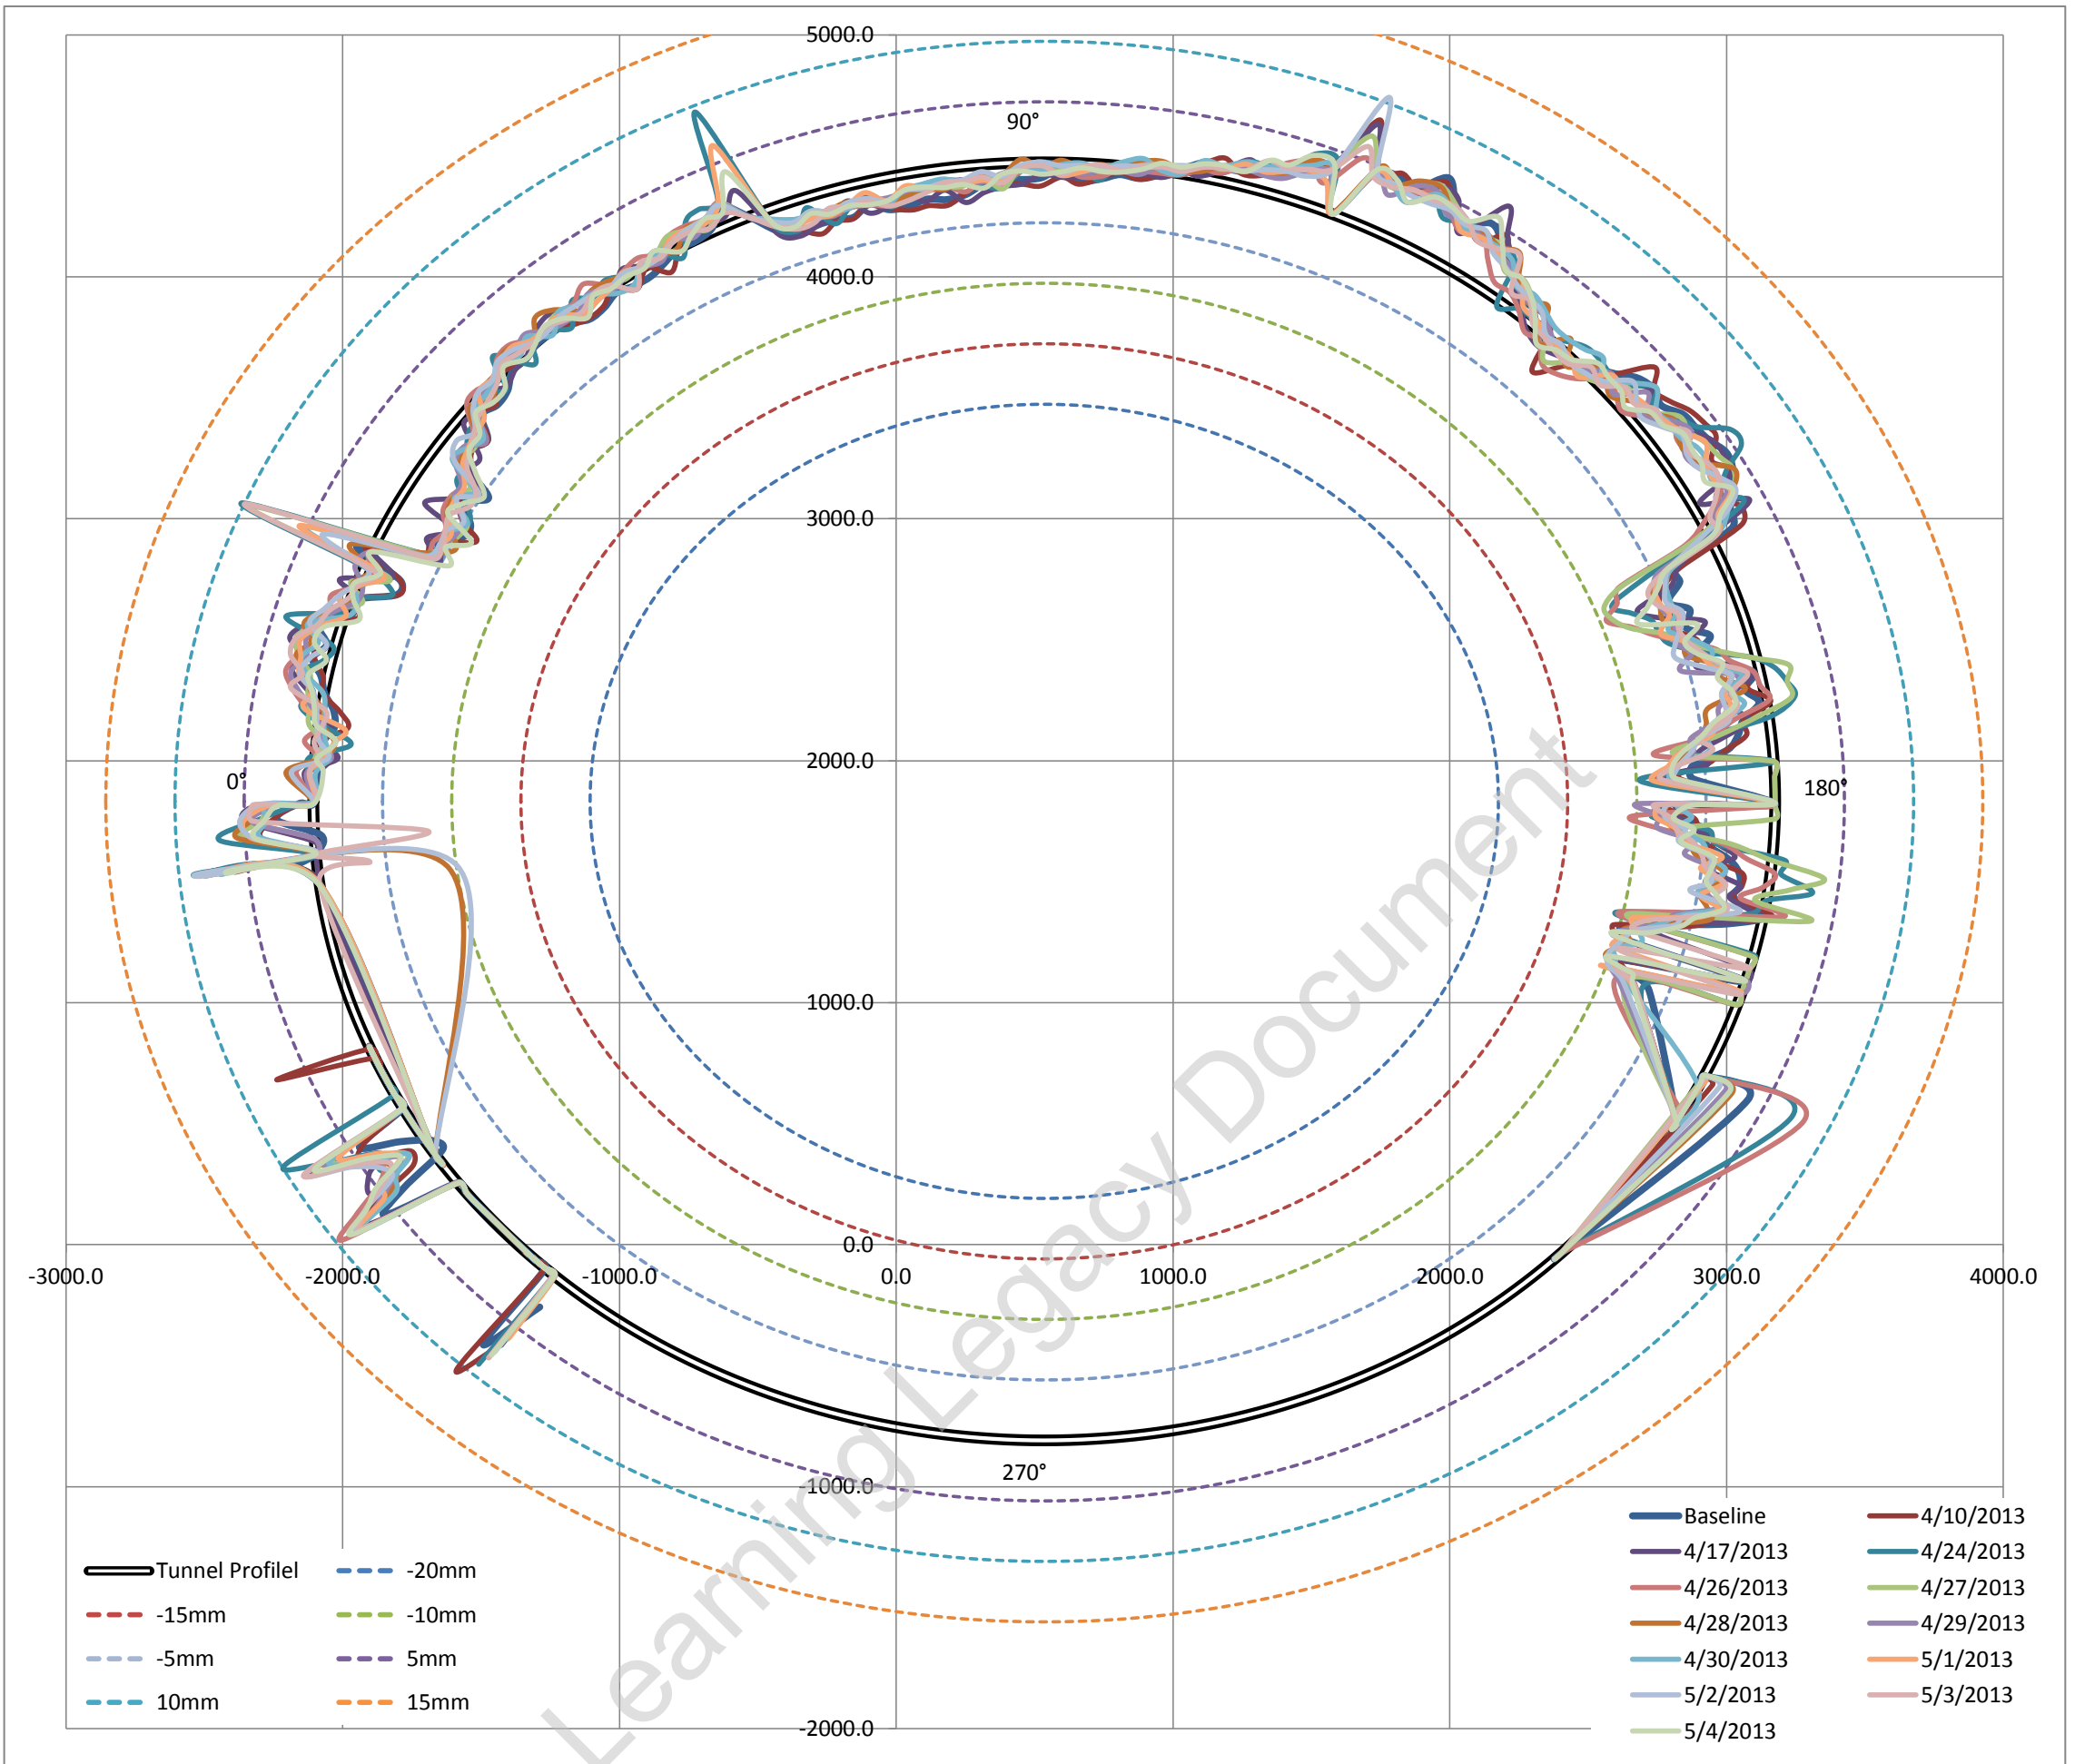 5000.0
90°
4000.0
3000.0
2000.0
0°
180°
1000.0
0.0
-3000.0 -2000.0 -1000.0 0.0 1000.0 2000.0 3000.0 4000.0
270°
-1000.0
-2000.0
Tunnel Profilel -20mm
-15mm -10mm
-5mm 5mm
10mm 15mm
Baseline 4/10/2013
4/17/2013 4/24/2013
4/26/2013 4/27/2013
4/28/2013 4/29/2013
4/30/2013 5/1/2013
5/2/2013 5/3/2013
5/4/2013
Learning Legacy Document